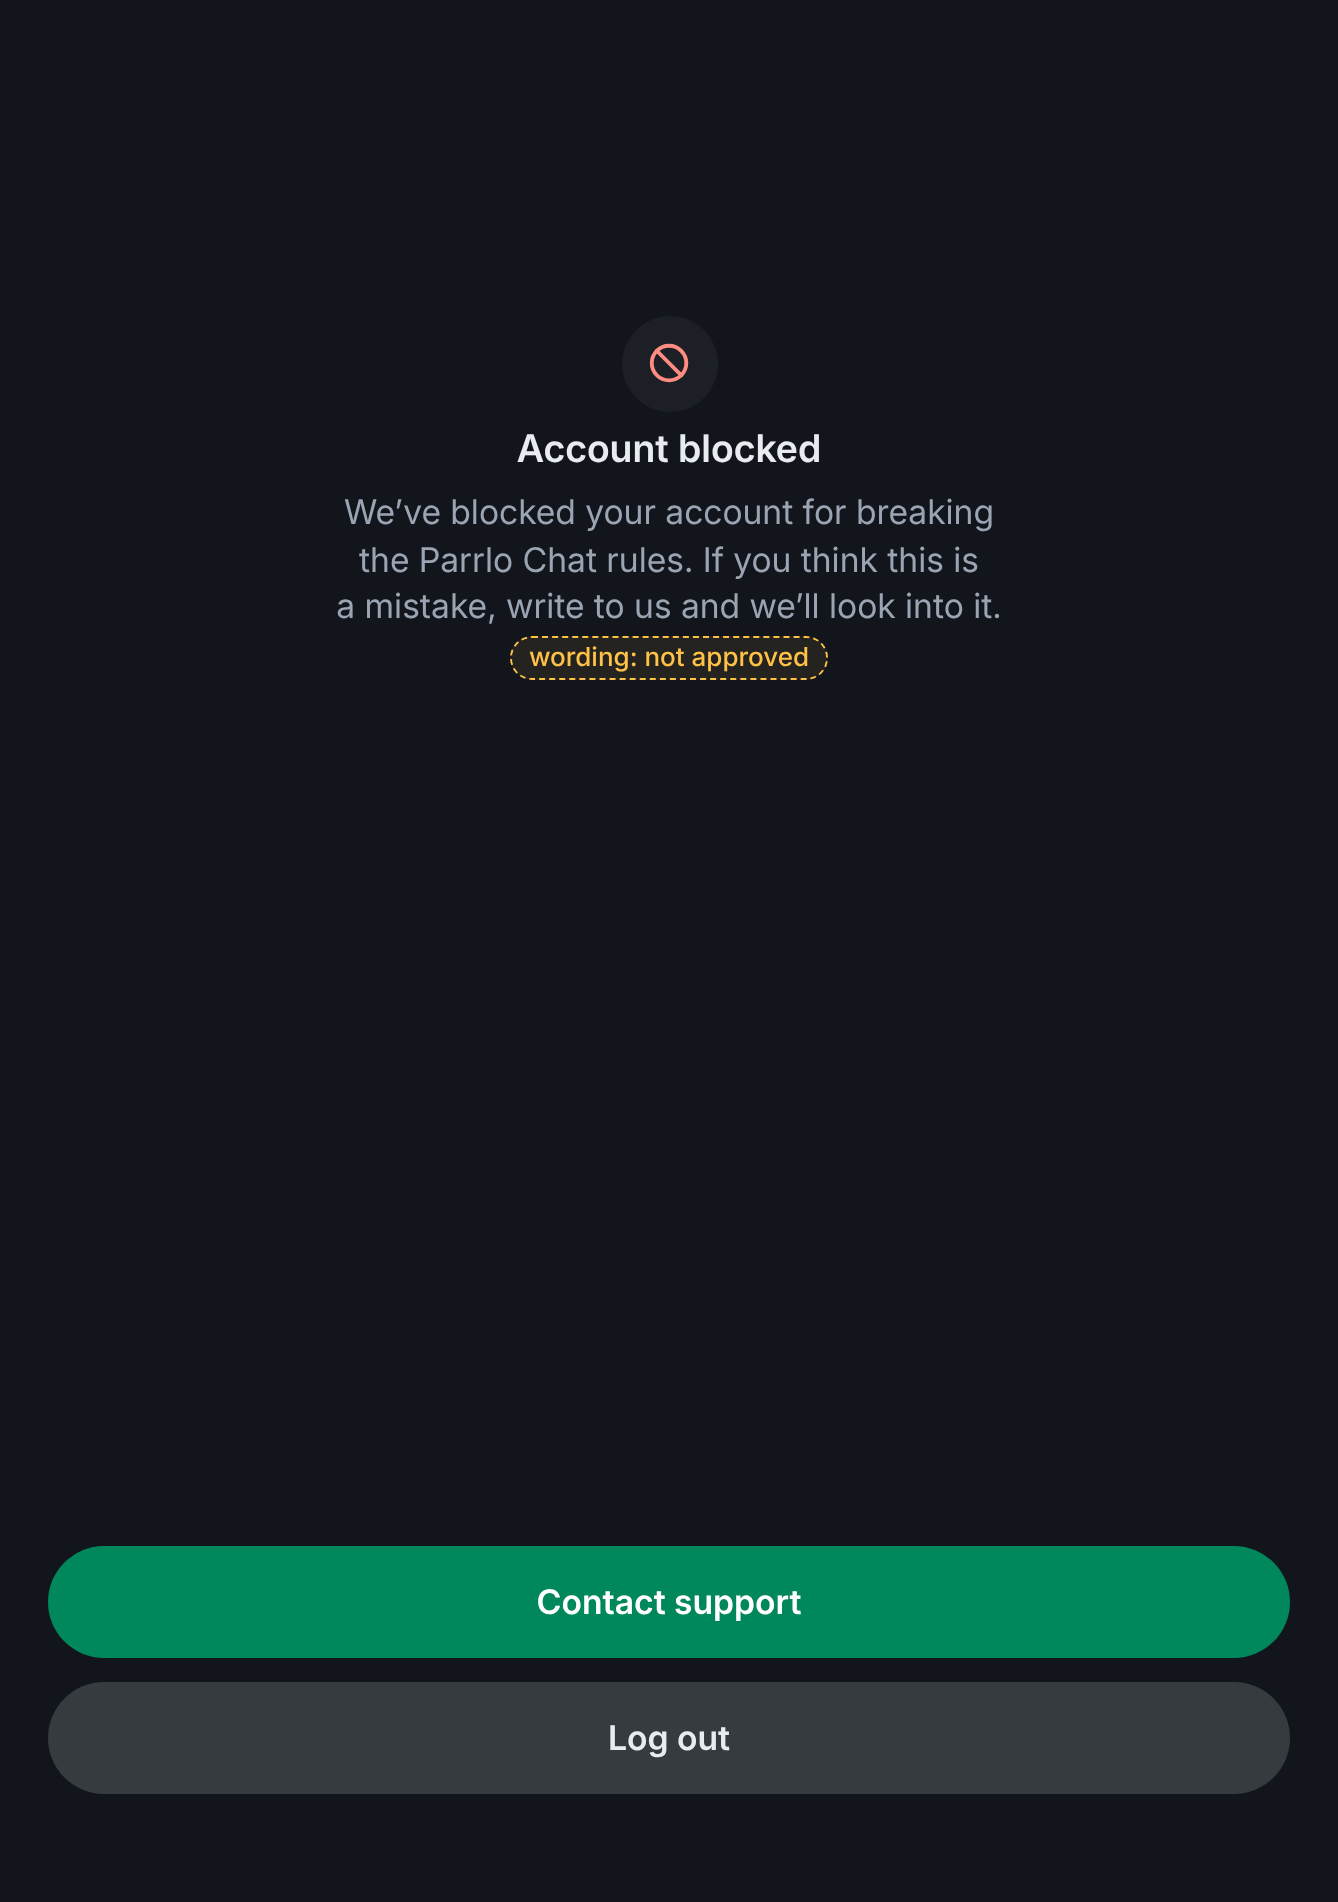 Account blocked
We’ve blocked your account for breaking
the Parrlo Chat rules. If you think this is
a mistake, write to us and we’ll look into it.
wording: not approved
Contact support
Log out